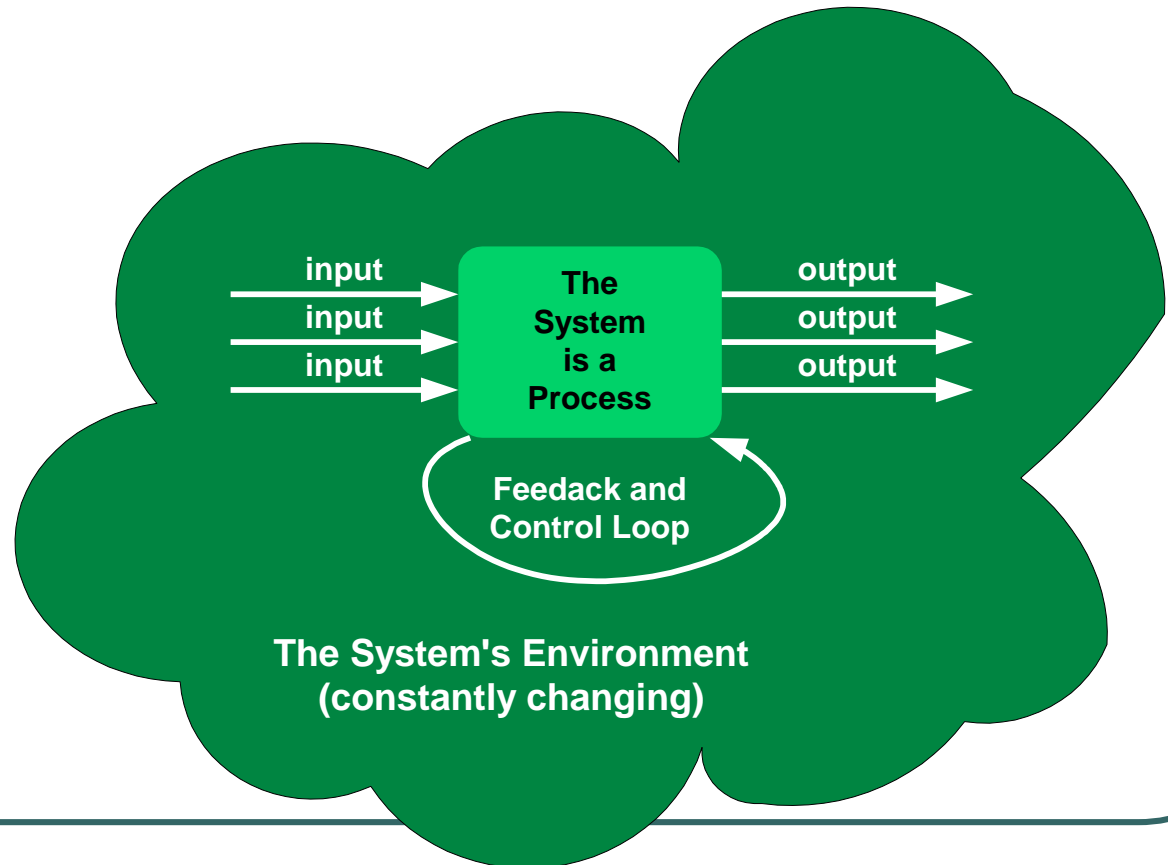 input
The
output
input
System
output
input
is a
output
Process
Feedack and
Control Loop
The System's Environment
(constantly changing)